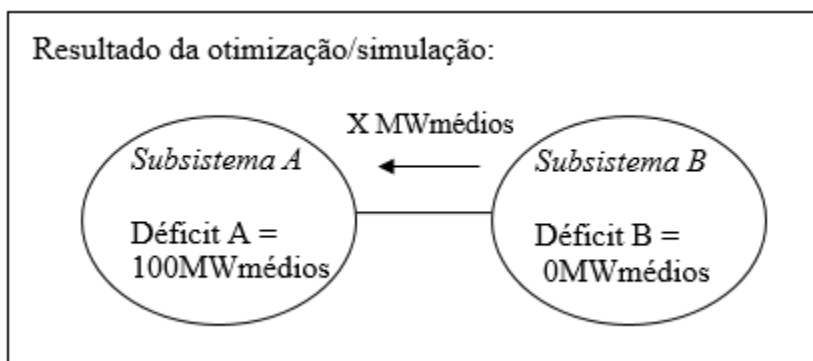 Resultado da otimização/simulação:
X MWmédios
Subsistema A
Déficit A =
100MWmédios
Subsistema B
Déficit B =
0MWmédios